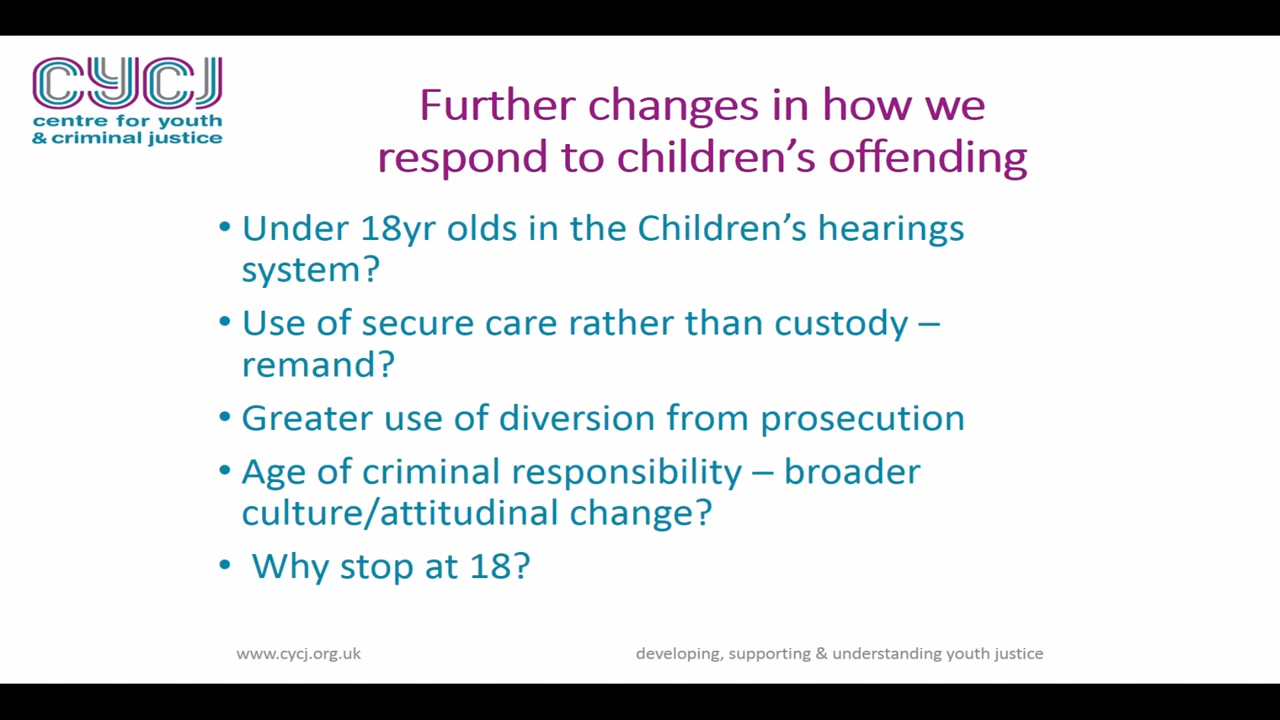 CYCJ
centre for youth
& criminal justice
Further changes in how we
respond to children’s offending
• Under 18yr olds in the Children’s hearings
system?
• Use of secure care rather than custody –
remand?
• Greater use of diversion from prosecution
• Age of criminal responsibility – broader
culture/attitudinal change?
• Why stop at 18?
www.cycj.org.uk
developing, supporting & understanding youth justice